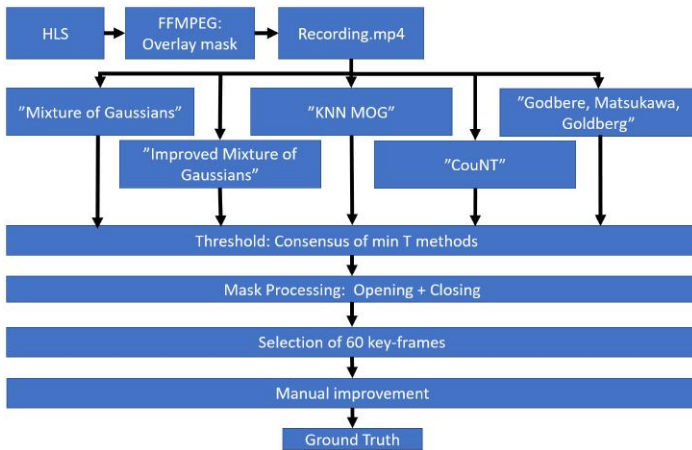 HLS
FFMPEG:
Overlay mask
Recording.mp4
”Mixture of Gaussians”
”KNN MOG”
”Godbere, Matsukawa,
Goldberg”
”Improved Mixture of
Gaussians”
”CouNT”
Threshold: Consensus of min T methods
Mask Processing: Opening + Closing
Selection of 60 key-frames
Manual improvement
Ground Truth